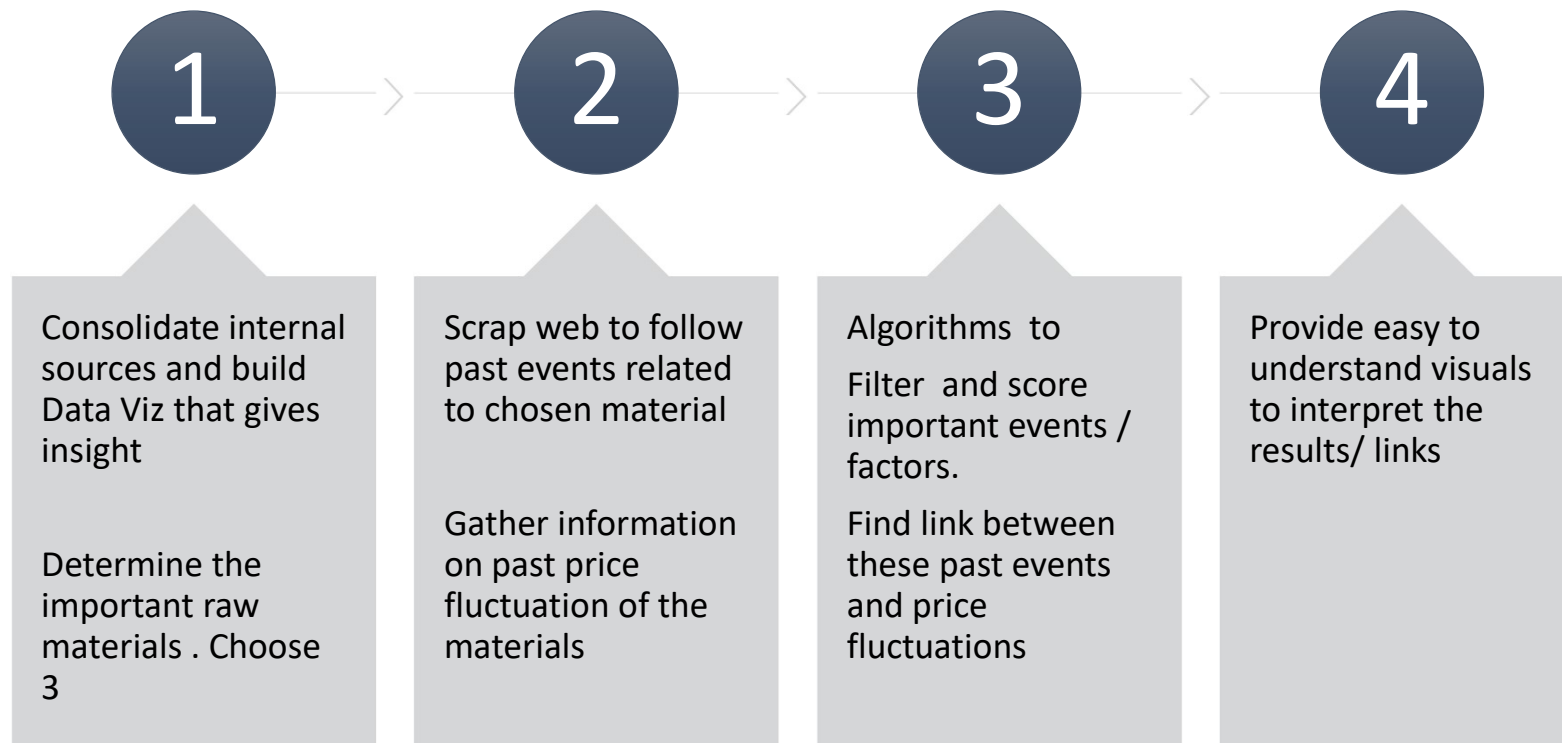 1
Consolidate internal
sources and build
Data Viz that gives
insight
Determine the
important raw
materials . Choose
3
2
Scrap web to follow
past events related
to chosen material
Gather information
on past price
fluctuation of the
materials
3
Algorithms  to
Filter  and score
important events /
factors.
Find link between
these past events
and price
fluctuations
4
Provide easy to
understand visuals
to interpret the
results/ links